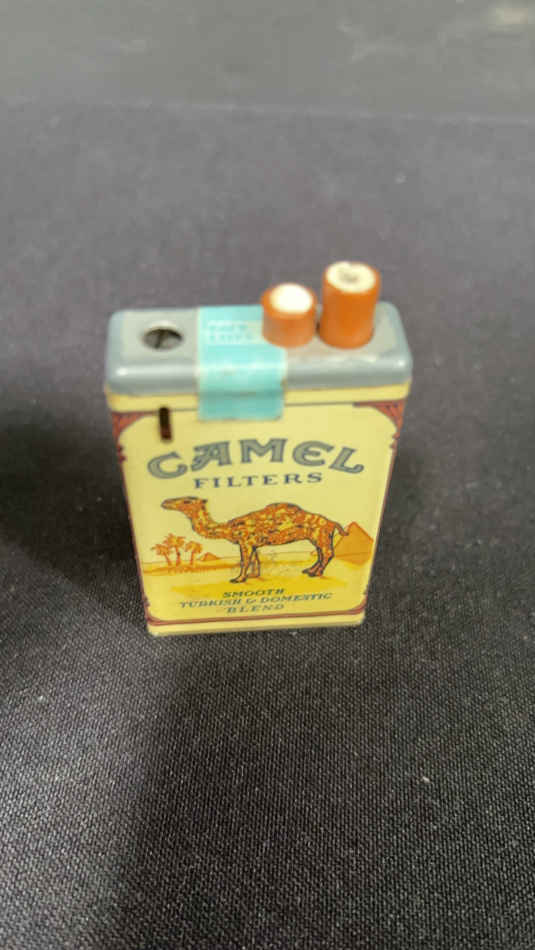 CAMEL
FILTERS
SMOOTH
TURKISH & DOMESTIC
BLEND